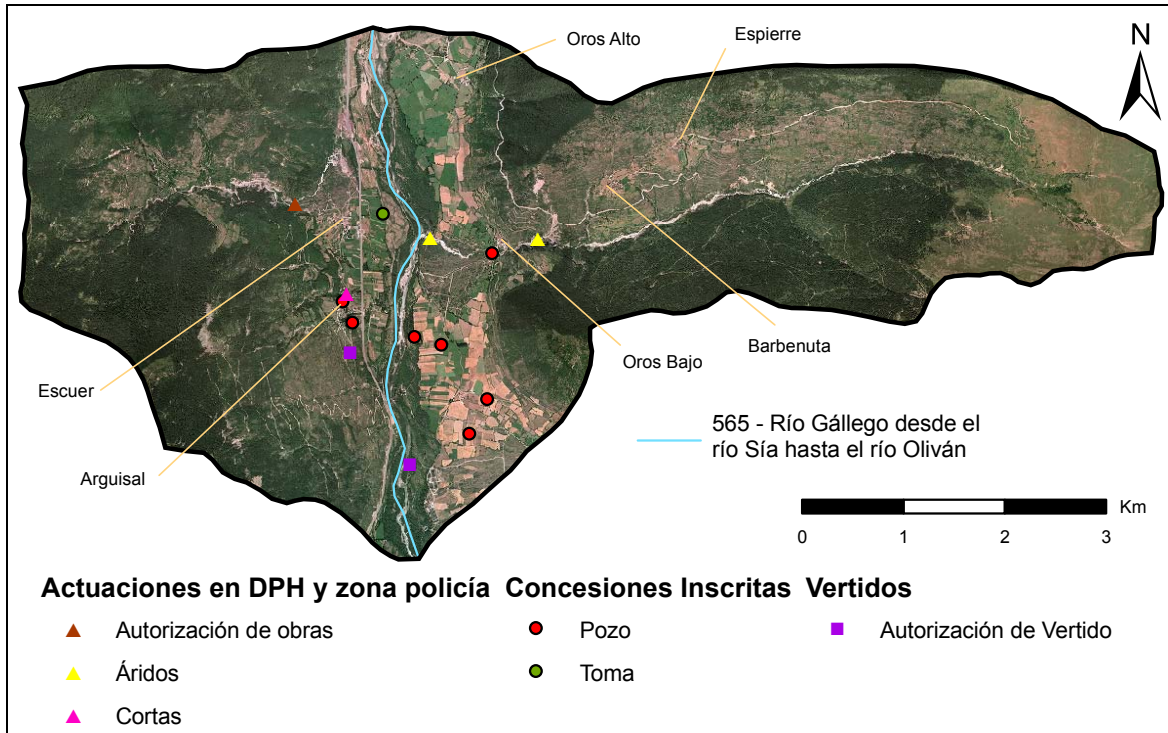 Oros Alto
Espierre
N
Escuer
Arguisal
Oros Bajo
Barbenuta
565 - Río Gállego desde el
río Sía hasta el río Oliván
Km
0 1 2 3
Actuaciones en DPH y zona policía Concesiones Inscritas Vertidos
Autorización de obras Pozo Autorización de Vertido
Áridos Toma
Cortas